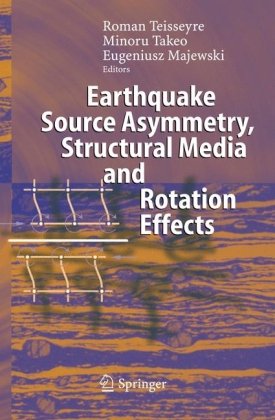 Roman Teisseyre
Minoru Takeo
Eugeniusz Majewski
Editors
Earthquake
Source Asymmetry,
Structural Media
and
Rotation
Effects
Springer